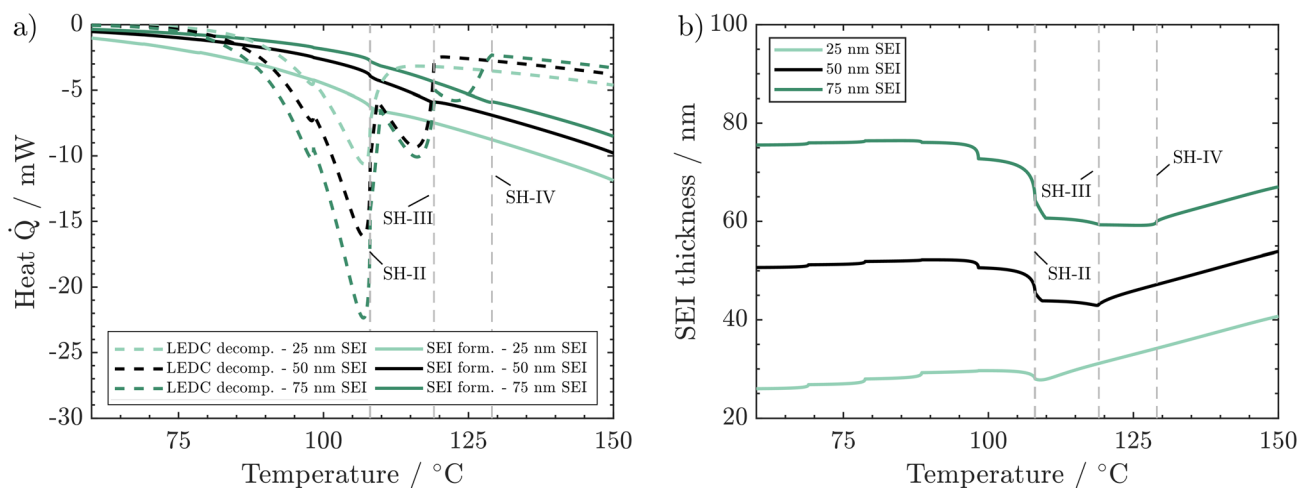 a)
0
-5
-10
-15
-20
-25
-30
Heat Q̇ / mW
SH-III
SH-IV
SH-II
LEDC decomp. - 25 nm SEI
LEDC decomp. - 50 nm SEI
LEDC decomp. - 75 nm SEI
SEI form. - 25 nm SEI
SEI form. - 50 nm SEI
SEI form. - 75 nm SEI
75 100 125 150
Temperature / °C
b)
100
80
60
40
20
SEI thickness / nm
25 nm SEI
50 nm SEI
75 nm SEI
SH-IV
SH-III
SH-II
75 100 125 150
Temperature / °C